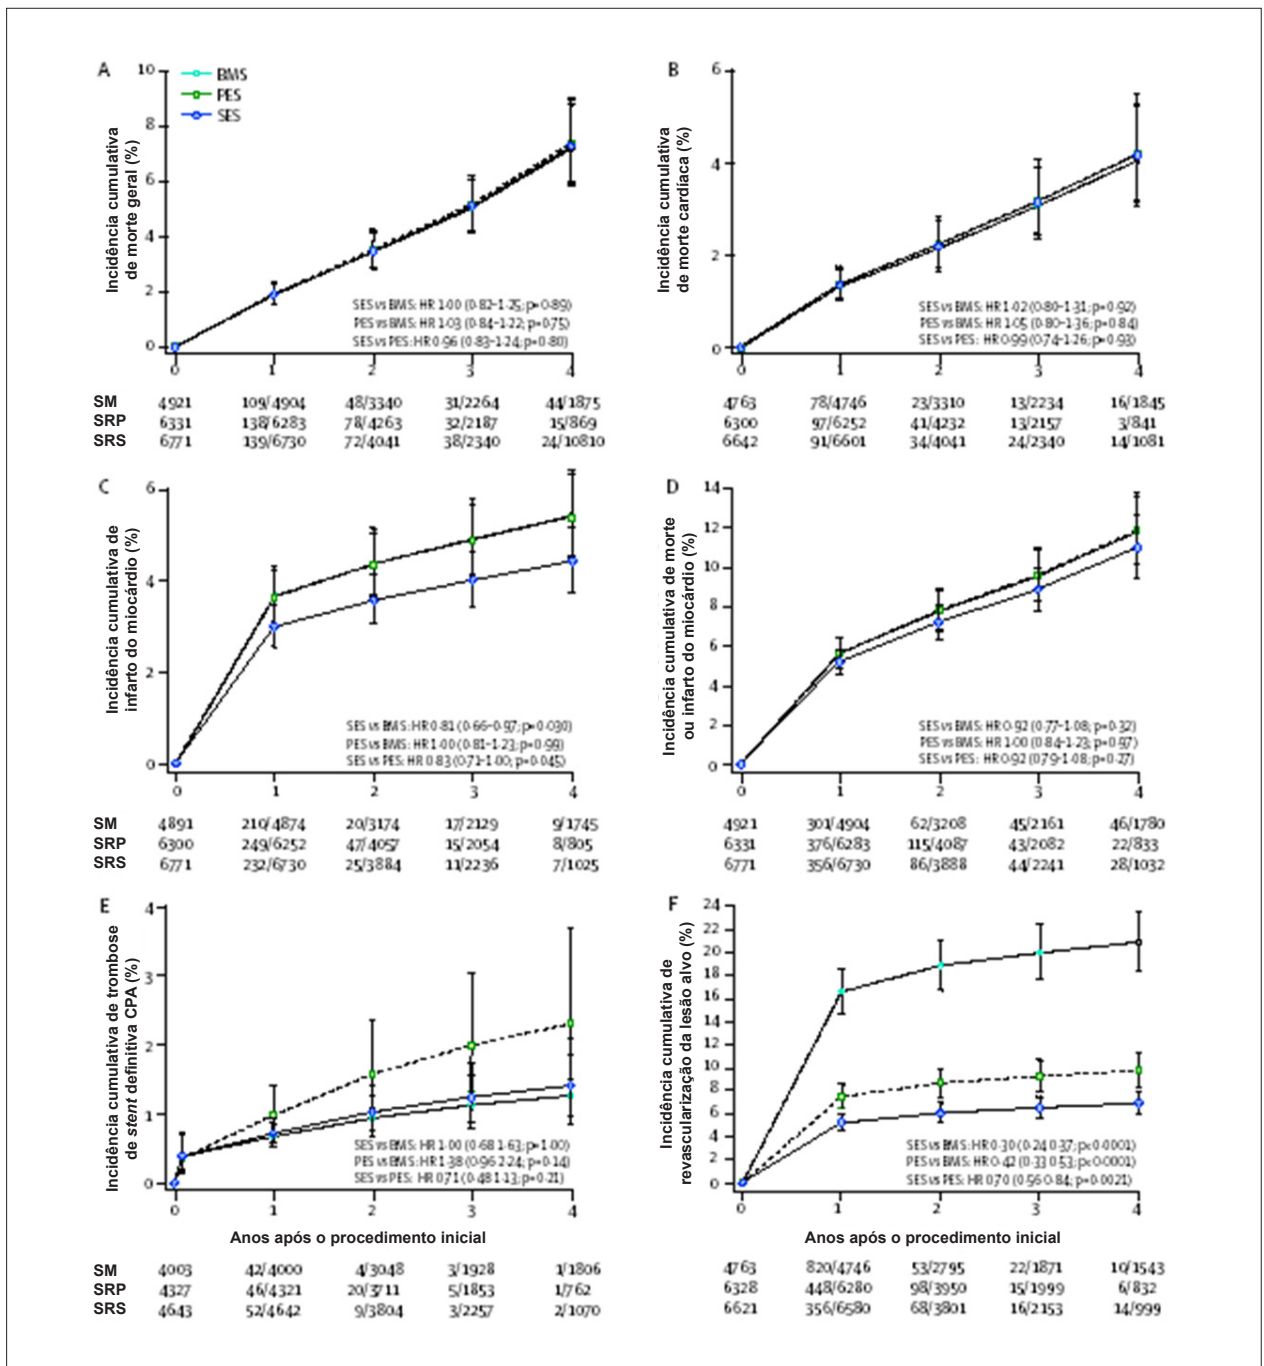 A
10
8
6
4
2
0
BMS
PES
SES
Incidência cumulativa
de morte geral (%)
SES vs BMS: HR 1·00 (0·82–1·25; p=0·89)
PES vs BMS: HR 1·03 (0·84–1·22; p=0·75)
SES vs PES: HR 0·96 (0·83–1·24; p=0·80)
0 1 2 3 4
SM 4921 109/4904 48/3340 31/2264 44/1875
SRP 6331 138/6283 78/4263 32/2187 15/869
SRS 6771 139/6730 72/4041 38/2340 24/10810
B
6
4
2
0
Incidência cumulativa
de morte cardíaca (%)
SES vs BMS: HR 1·02 (0·80–1·31; p=0·92)
PES vs BMS: HR 1·05 (0·80–1·36; p=0·84)
SES vs PES: HR 0·99 (0·74–1·26; p=0·93)
0 1 2 3 4
4763 78/4746 23/3310 13/2234 16/1845
6300 97/6252 41/4232 13/2157 3/841
6642 91/6601 34/4041 24/2340 14/1081
C
6
4
2
0
Incidência cumulativa de
infarto do miocárdio (%)
SES vs BMS: HR 0·81 (0·66–0·97; p=0·030)
PES vs BMS: HR 1·00 (0·81–1·23; p=0·99)
SES vs PES: HR 0·83 (0·71–1·00; p=0·045)
0 1 2 3 4
SM 4891 210/4874 20/3174 17/2129 9/1745
SRP 6300 249/6252 47/4057 15/2054 8/805
SRS 6771 232/6730 25/3884 11/2236 7/1025
D
14
12
10
8
6
4
2
0
Incidência cumulativa de morte
ou infarto do miocárdio (%)
SES vs BMS: HR 0·92 (0·77–1·08; p=0·32)
PES vs BMS: HR 1·00 (0·84–1·23; p=0·97)
SES vs PES: HR 0·92 (0·79–1·08; p=0·27)
0 1 2 3 4
4921 301/4904 62/3208 45/2161 46/1780
6331 376/6283 115/4087 43/2082 22/833
6771 356/6730 86/3888 44/2241 28/1032
E
4
3
2
1
0
Incidência cumulativa de trombose
de stent definitiva CPA (%)
SES vs BMS: HR 1·00 (0·68 1·63; p=1·00)
PES vs BMS: HR 1·38 (0·96 2·24; p=0·14)
SES vs PES: HR 0·71 (0·48 1·13; p=0·21)
0 1 2 3 4
Anos após o procedimento inicial
SM 4003 42/4000 4/3048 3/1928 1/1806
SRP 4327 46/4321 20/3711 5/1853 1/762
SRS 4643 52/4642 9/3804 3/2257 2/1070
F
24
22
20
18
16
14
12
10
8
6
4
2
0
Incidência cumulativa de
revascularização da lesão alvo (%)
SES vs BMS: HR 0·30 (0·24 0·37; p<0·0001)
PES vs BMS: HR 0·42 (0·33 0·53; p<0·0001)
SES vs PES: HR 0·70 (0·56 0·84; p=0·0021)
0 1 2 3 4
Anos após o procedimento inicial
4763 820/4746 53/2795 22/1871 10/1543
6328 448/6280 98/3950 15/1999 6/832
6621 356/6580 68/3801 16/2153 14/999